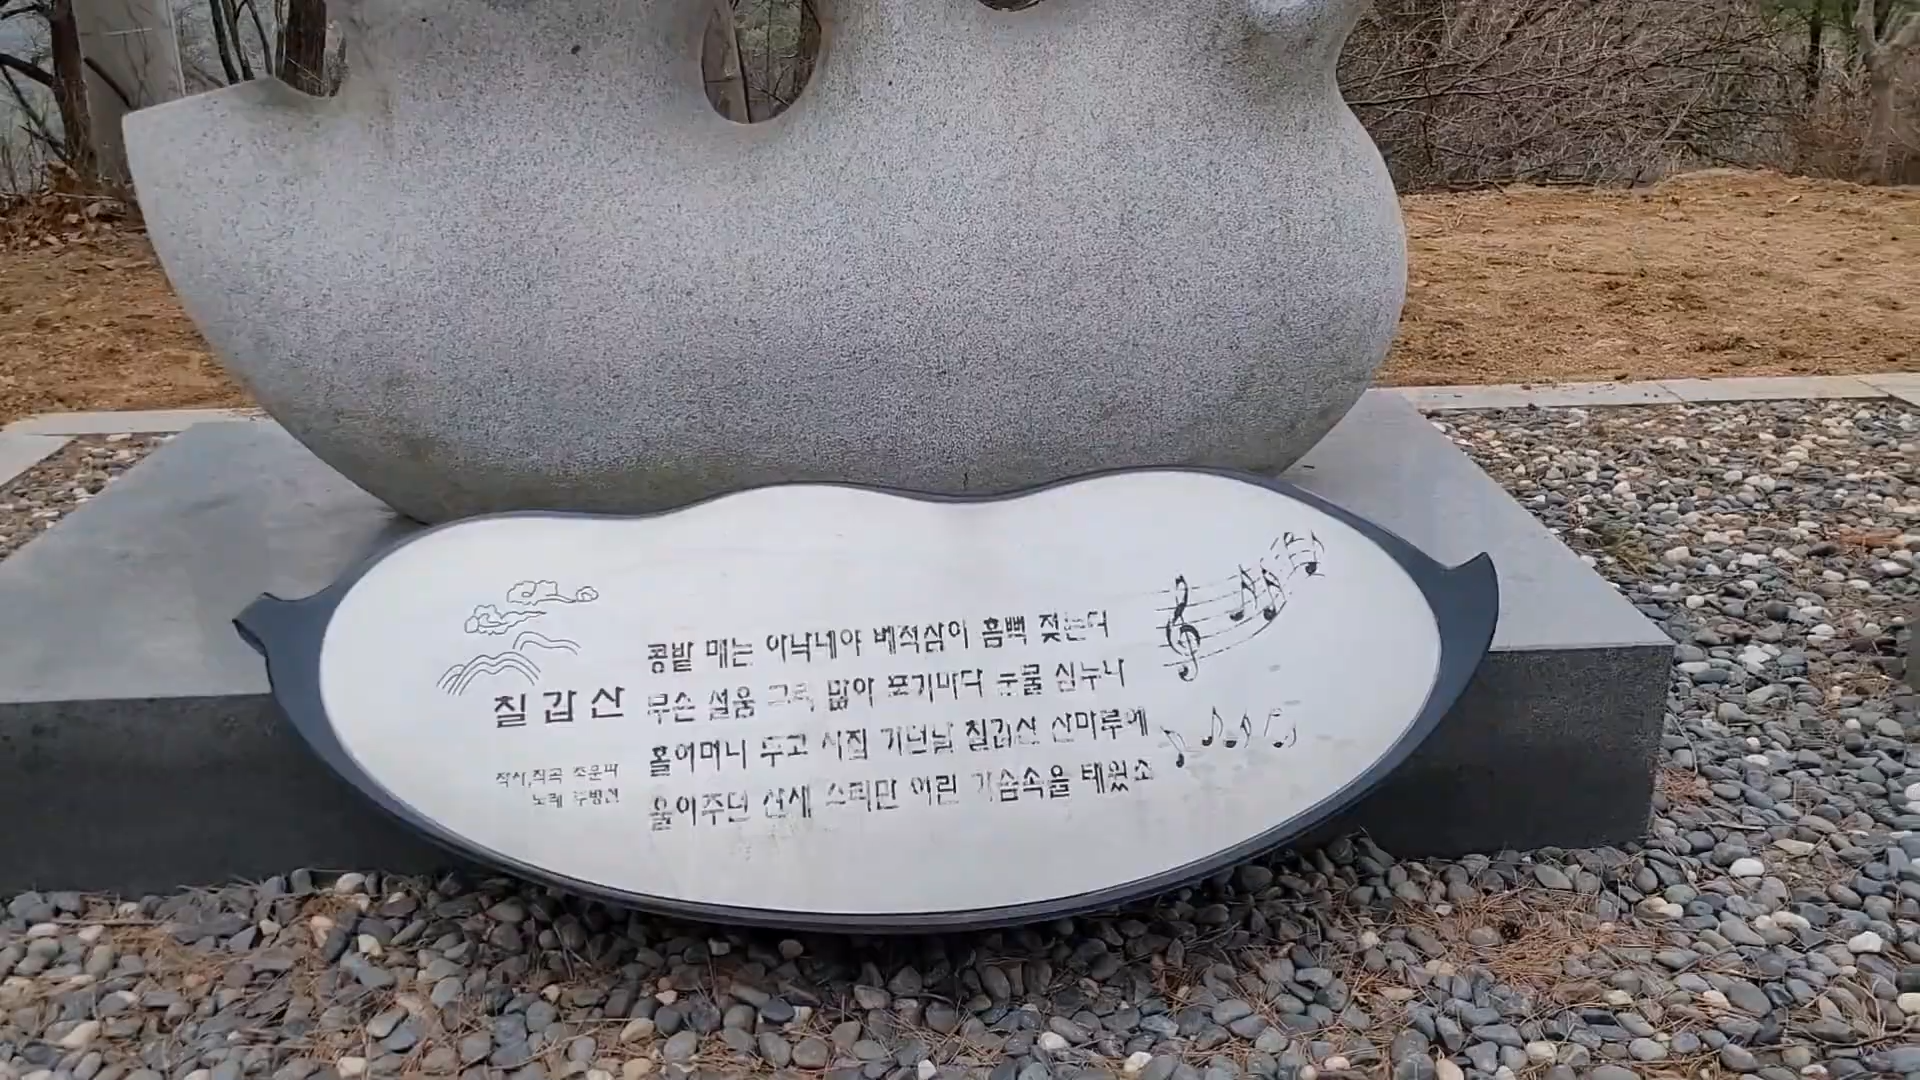 칠갑산
작사,작곡 조운파
노래 주병선
콩밭 매는 아낙네야 베적삼이 흠뻑 젖는다
무슨 설움 그리 많아 포기마다 눈물 심누나
홀어머니 두고 시집 가던날 칠갑산 산마루에
울어주던 산새 소리만 어린 가슴속을 태웠소